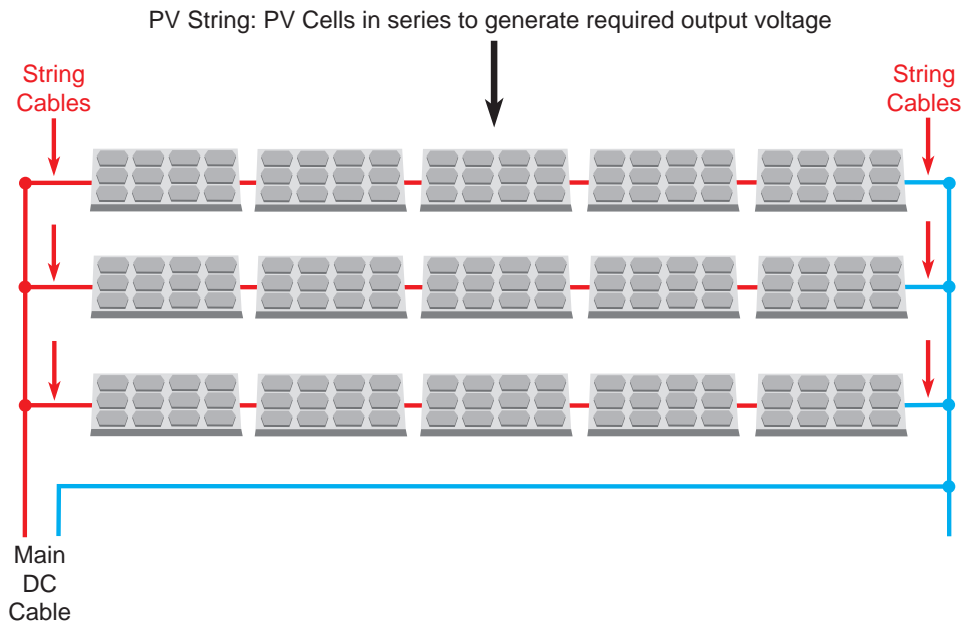 PV String: PV Cells in series to generate required output voltage
String
Cables
String
Cables
Main
DC
Cable